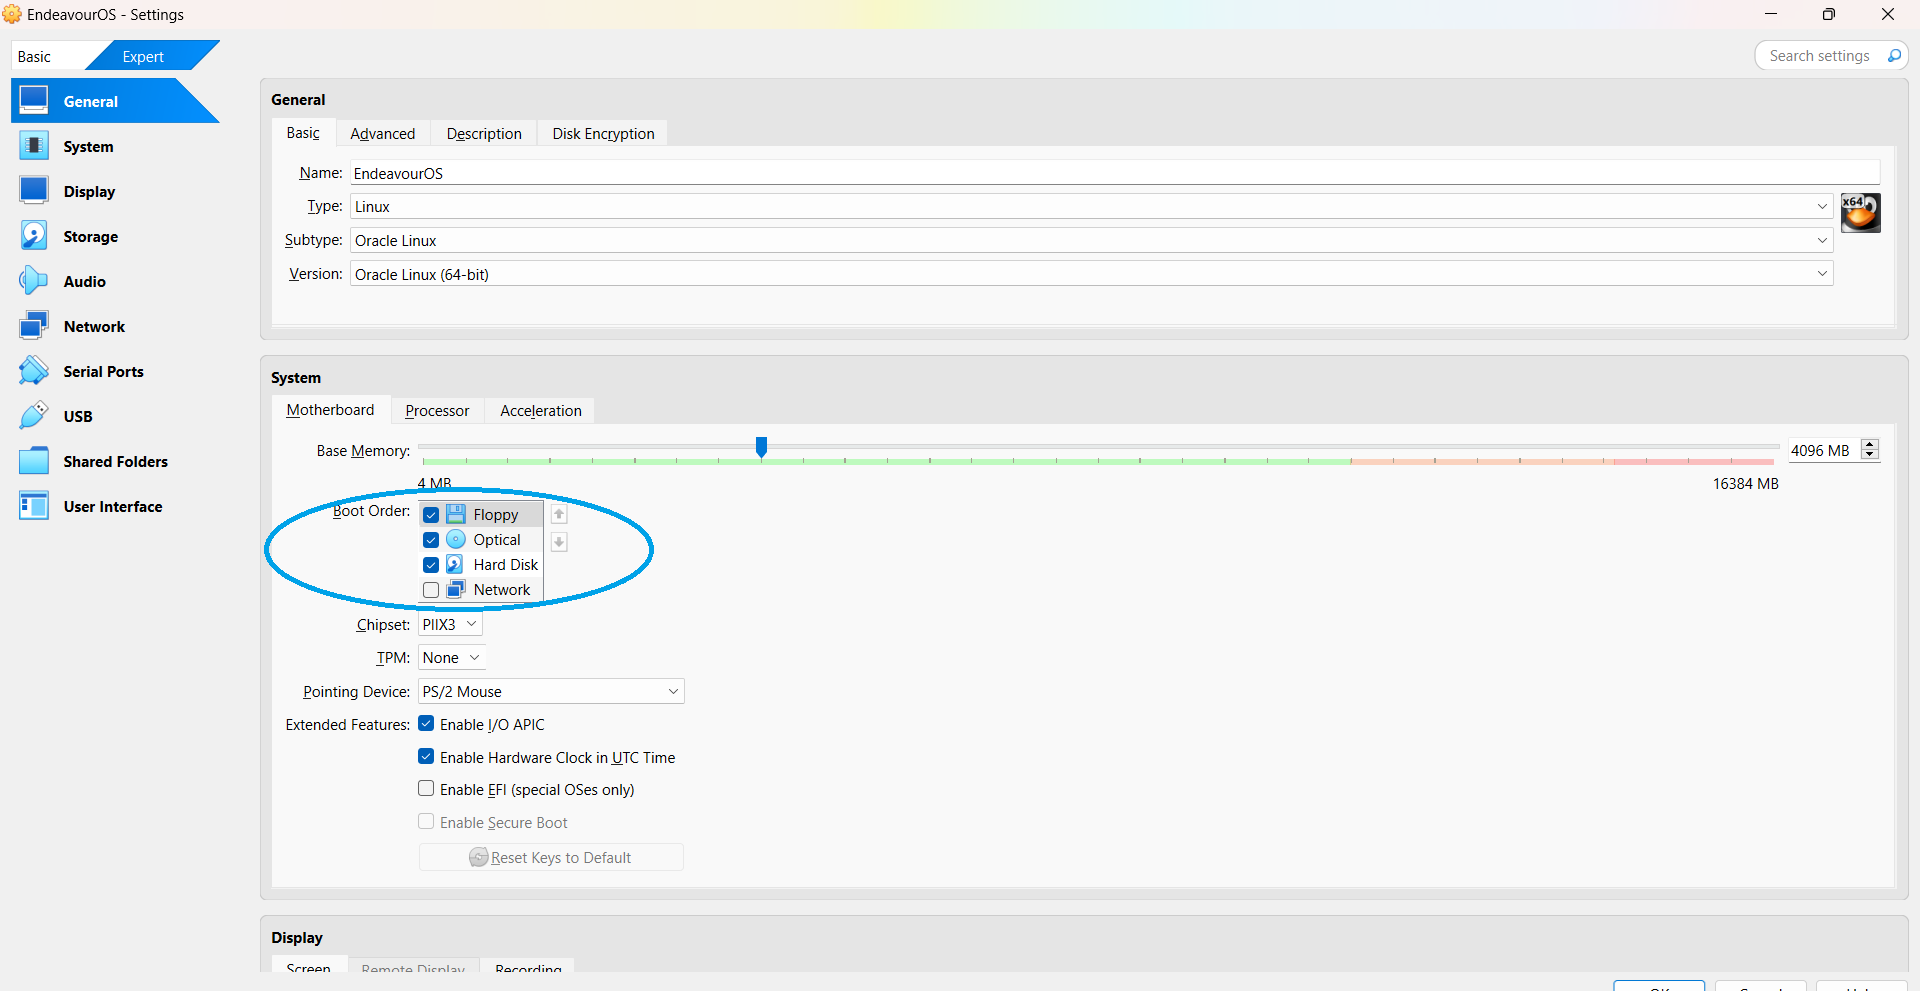 EndeavourOS - Settings
Basic
Expert
Search settings
General
System
Display
Storage
Audio
Network
Serial Ports
USB
Shared Folders
User Interface
General
Basic Advanced Description Disk Encryption
Name: EndeavourOS
Type: Linux
x64
Subtype: Oracle Linux
Version: Oracle Linux (64-bit)
System
Motherboard Processor Acceleration
Base Memory: 4096 MB
4 MB 16384 MB
Boot Order: Floppy
Optical
Hard Disk
Network
Chipset: PIIX3
TPM: None
Pointing Device: PS/2 Mouse
Extended Features: Enable I/O APIC
Enable Hardware Clock in UTC Time
Enable EFI (special OSes only)
Enable Secure Boot
Reset Keys to Default
Display
Screen Remote Display Recording